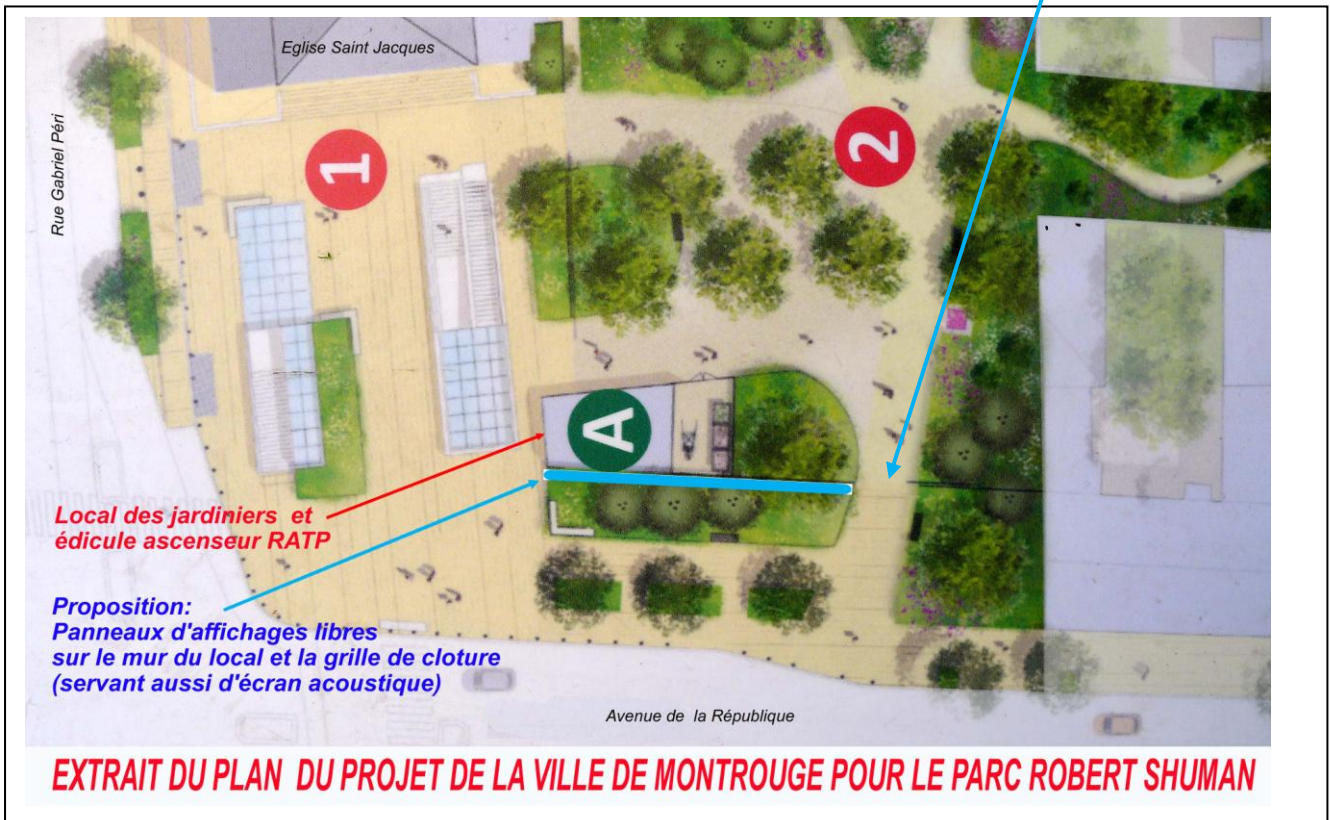 Eglise Saint Jacques
Rue Gabriel Péri
1
2
A
Local des jardiniers et
édicule ascenseur RATP
Proposition:
Panneaux d'affichages libres
sur le mur du local et la grille de cloture
(servant aussi d'écran acoustique)
Avenue de la République
EXTRAIT DU PLAN DU PROJET DE LA VILLE DE MONTROUGE POUR LE PARC ROBERT SHUMAN